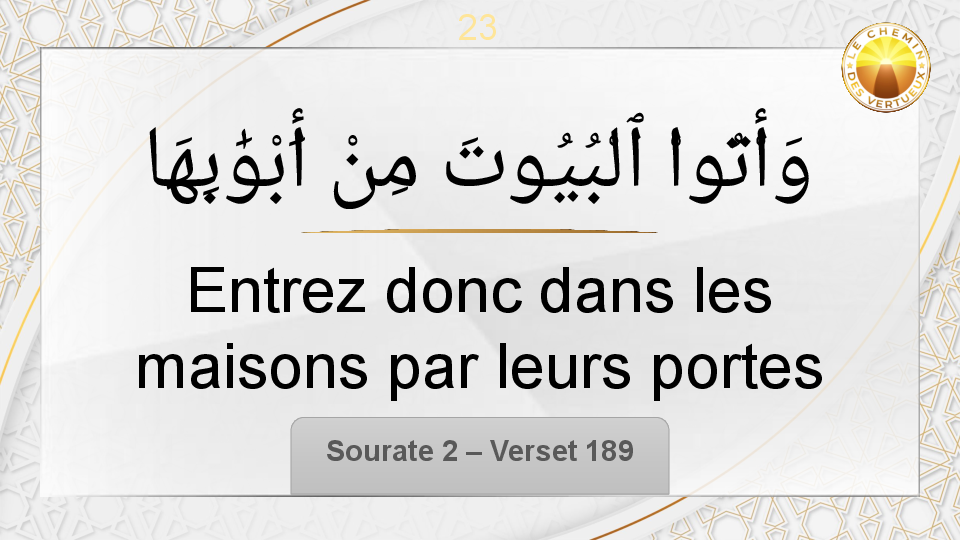 23
LE CHEMIN
DES VERTUEUX
وَأْتُوا۟ ٱلْبُيُوتَ مِنْ أَبْوَٰبِهَا
Entrez donc dans les
maisons par leurs portes
Sourate 2 – Verset 189